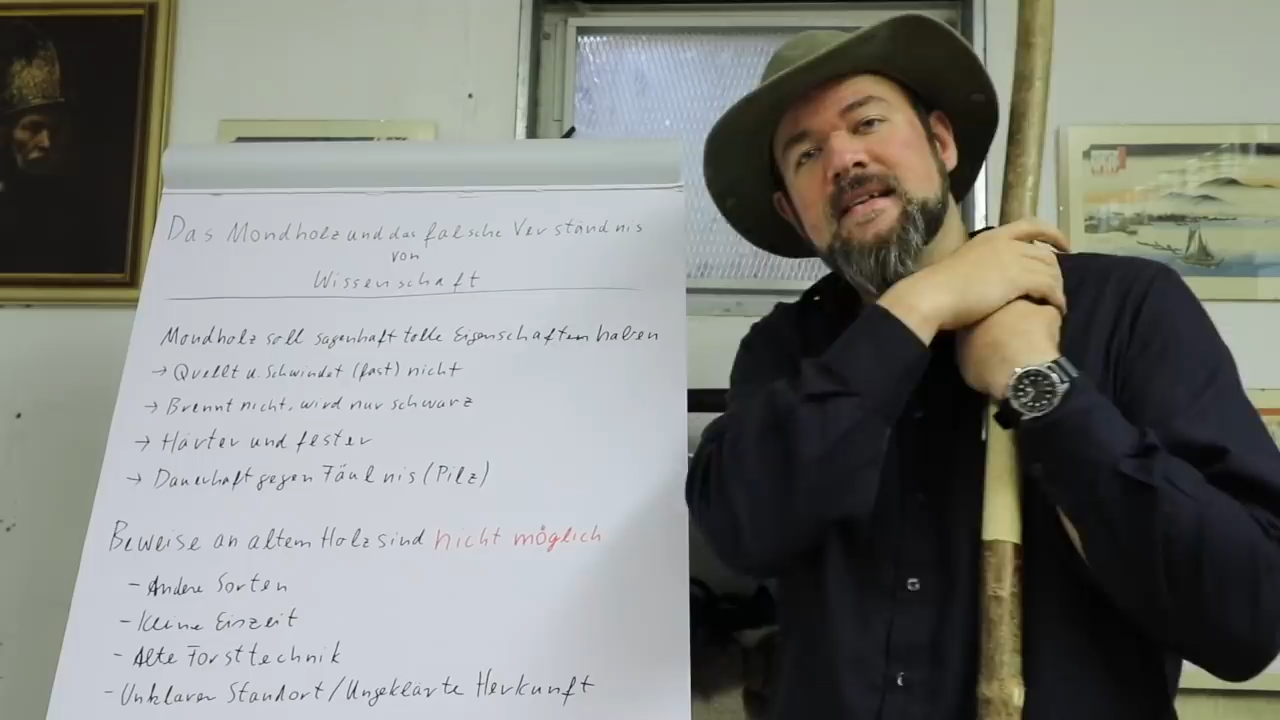 Das Mondholz und das falsche Verständnis
von
Wissenschaft
Mondholz soll sagenhaft tolle Eigenschaften haben
→ Quellt u. Schwindet (fast) nicht
→ Brennt nicht, wird nur schwarz
→ Härter und fester
→ Dauerhaft gegen Fäulnis (Pilz)
Beweise an altem Holz sind nicht möglich
- Andere Sorten
- Keine Eiszeit
- Alte Forsttechnik
- Unklarer Standort/Ungeklärte Herkunft